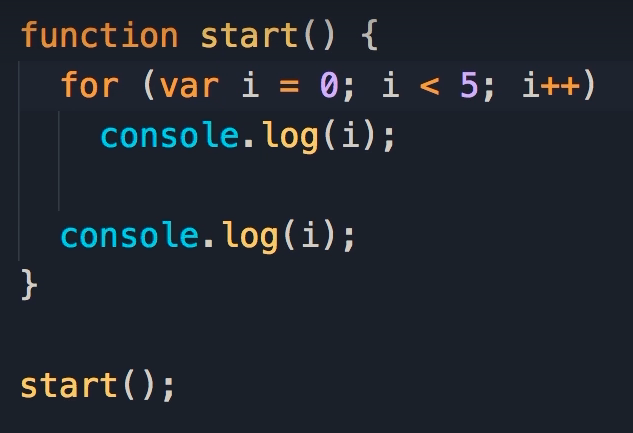 function start() {
  for (var i = 0; i < 5; i++)
    console.log(i);

  console.log(i);
}

start();